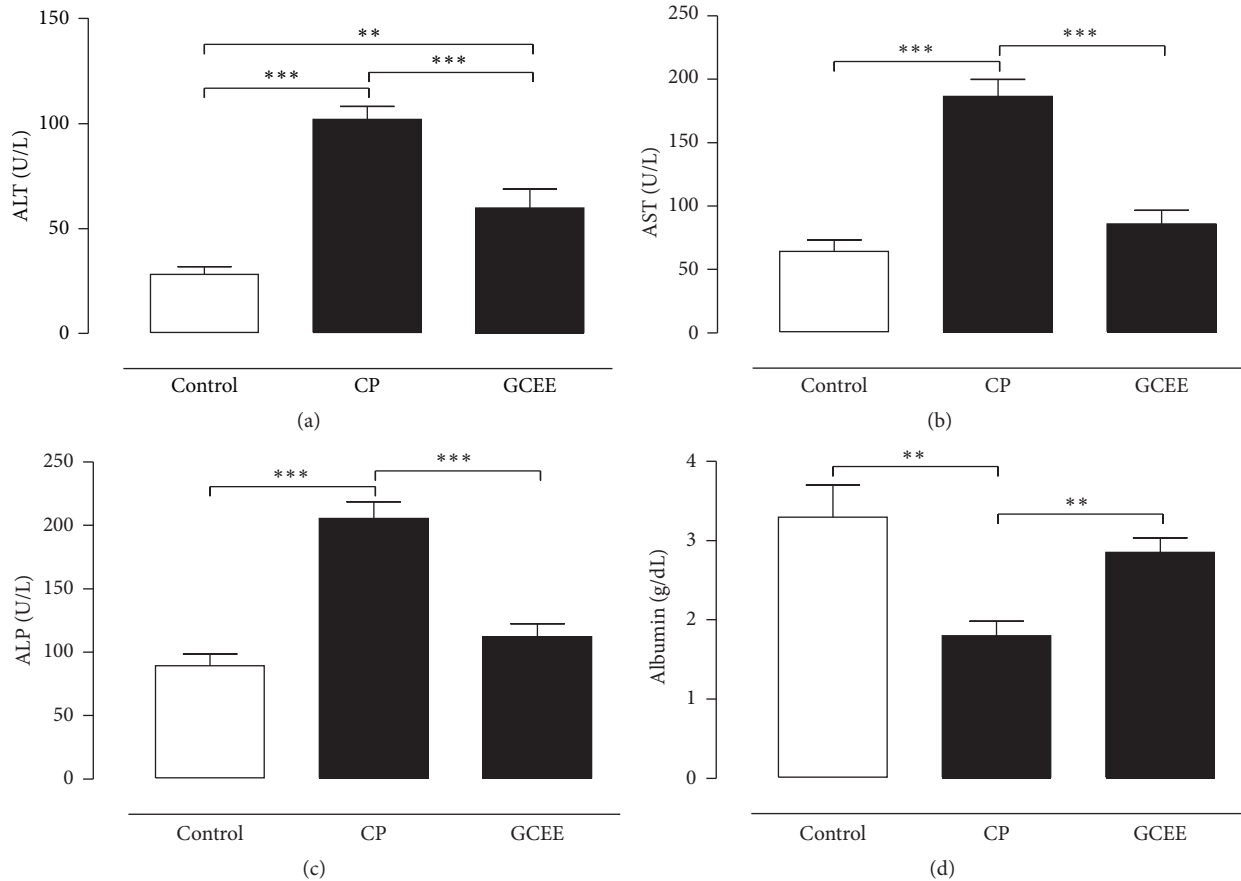 150
100
50
0
ALT (U/L)
**
***
***
Control CP GCEE
(a)
250
200
150
100
50
0
AST (U/L)
***
***
Control CP GCEE
(b)
250
200
150
100
50
0
ALP (U/L)
***
***
Control CP GCEE
(c)
4
3
2
1
0
Albumin (g/dL)
**
**
Control CP GCEE
(d)